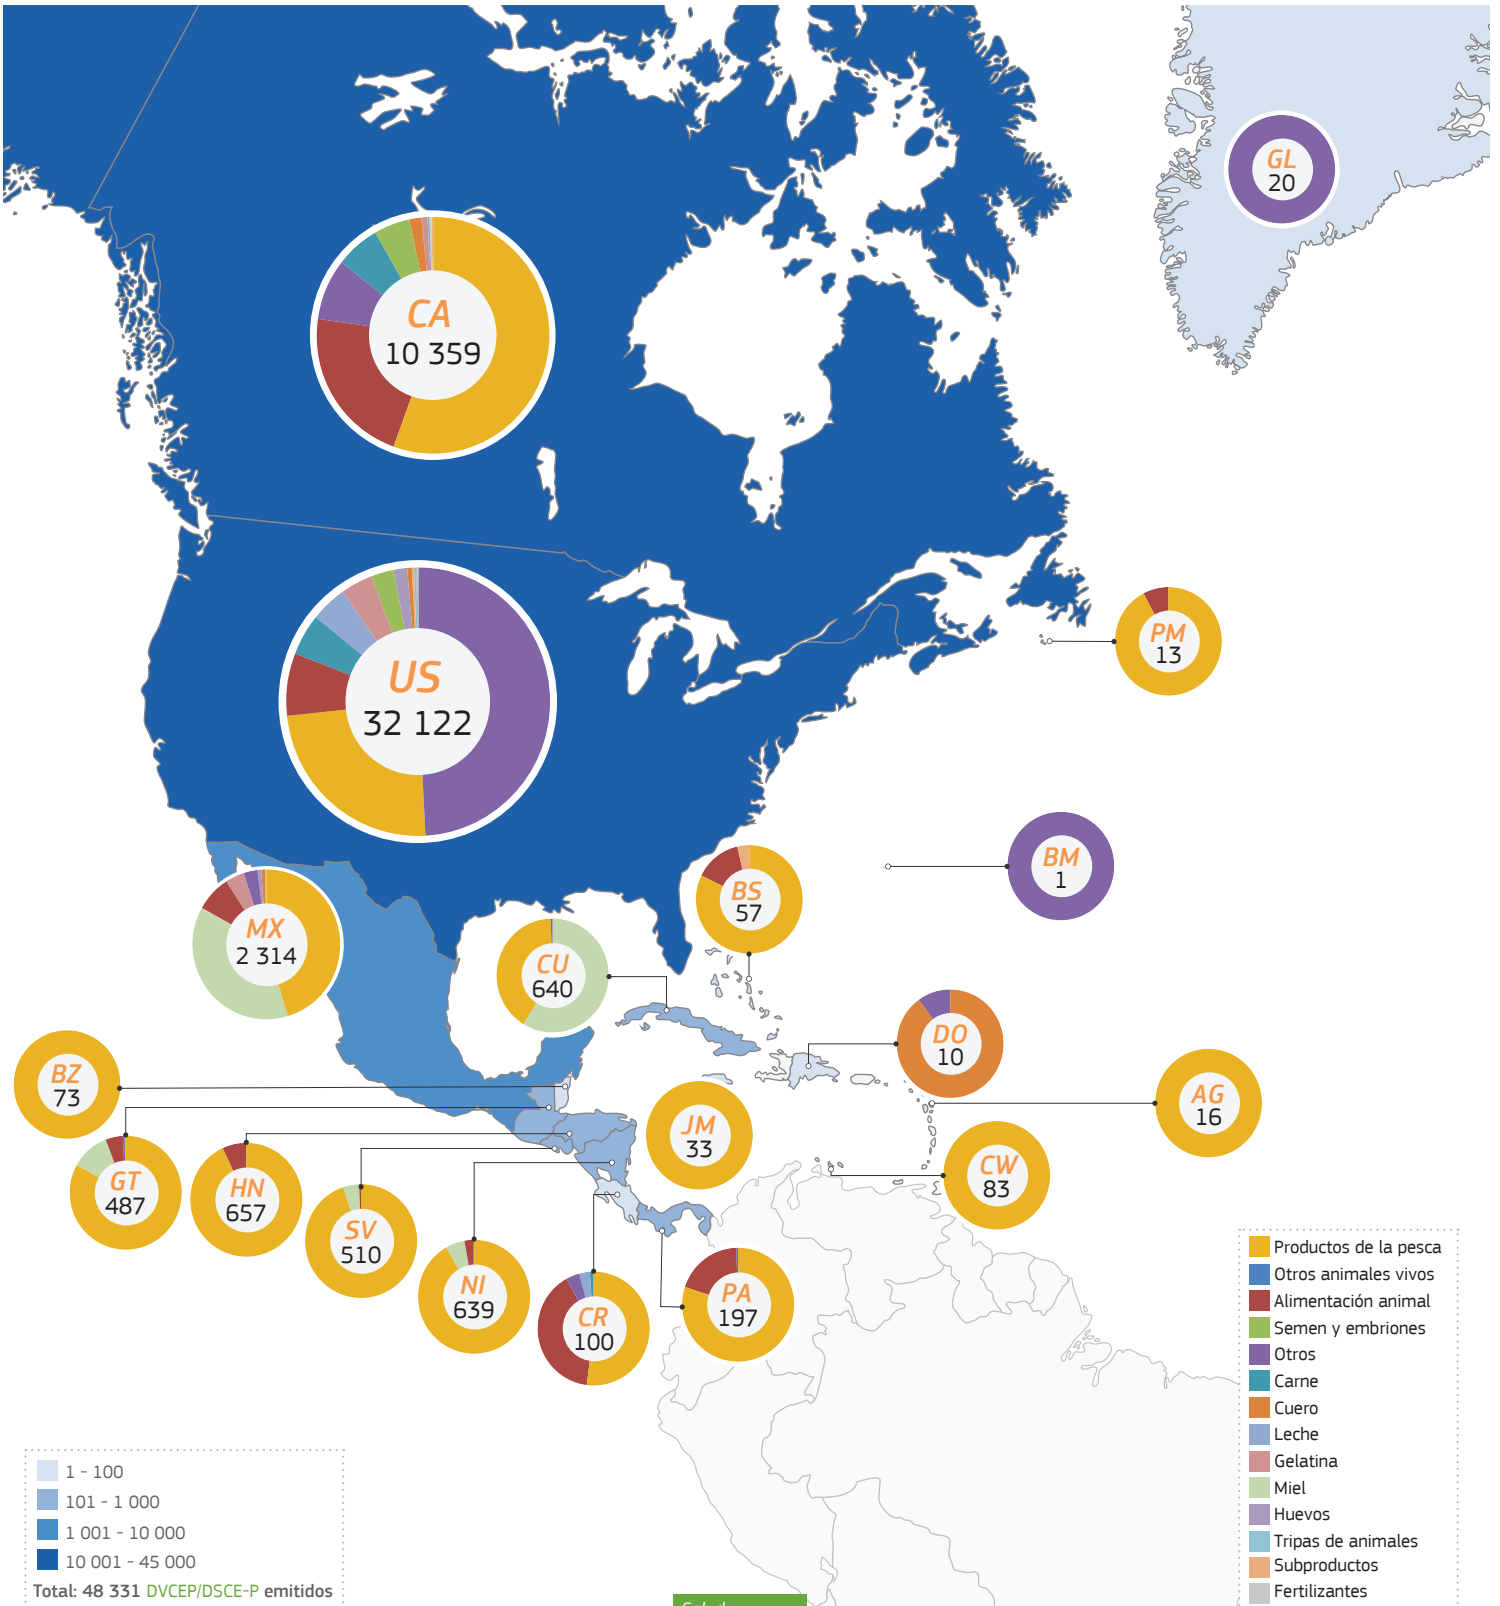 GL
20
CA
10 359
PM
13
US
32 122
BM
1
BS
57
MX
2 314
CU
640
DO
10
BZ
73
AG
16
JM
33
GT
487
HN
657
CW
83
SV
510
NI
639
CR
100
PA
197
Productos de la pesca
Otros animales vivos
Alimentación animal
Semen y embriones
Otros
Carne
Cuero
Leche
Gelatina
Miel
Huevos
Tripas de animales
Subproductos
Fertilizantes
1 - 100
101 - 1 000
1 001 - 10 000
10 001 - 45 000
Total: 48 331 DVCEP/DSCE-P emitidos